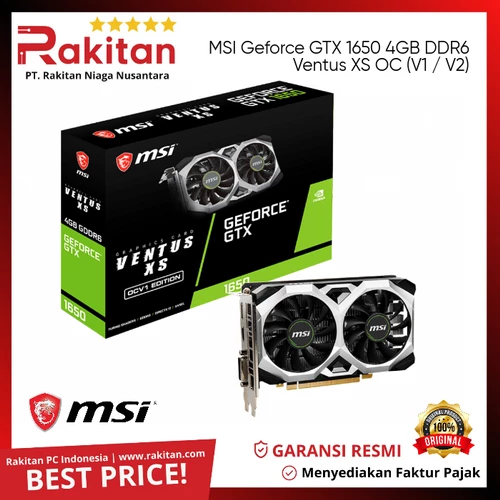 Rakitan
PT. Rakitan Niaga Nusantara
MSI Geforce GTX 1650 4GB DDR6
Ventus XS OC (V1 / V2)
GEFORCE
GTX
1650
msi
msi
GEFORCE
GTX
1650
GRAPHICS CARD
VENTUS
XS
OCV1 EDITION
VENTUS
XS
4GB GDDR6
GEFORCE
GTX
1650
msi
msi
msi
100%
ORIGINAL
GARANSI RESMI
Menyediakan Faktur Pajak
Rakitan PC Indonesia | www.rakitan.com
BEST PRICE!